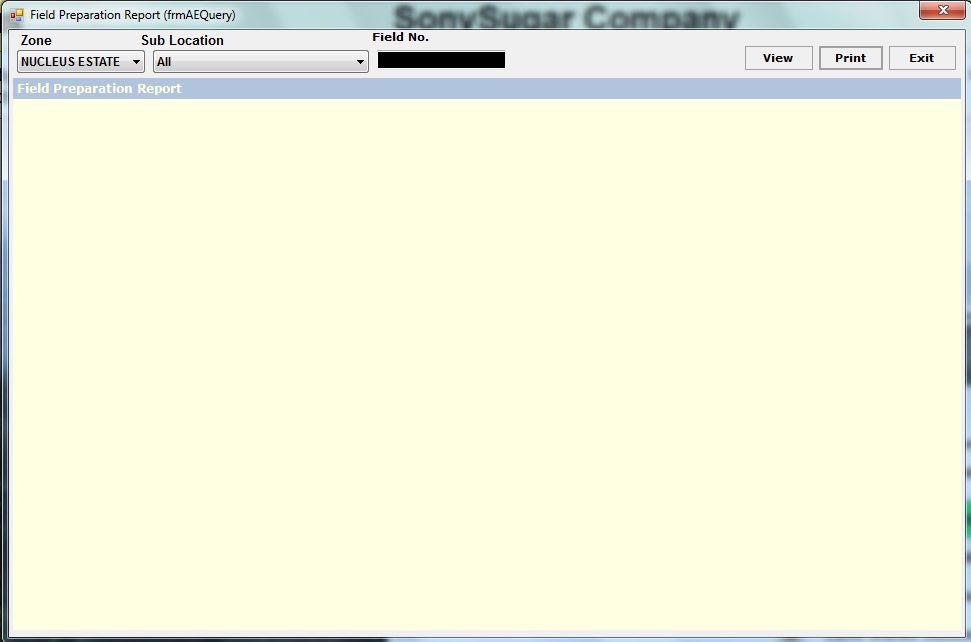 SonySugar Company
Field Preparation Report (frmAEQuery)
Zone
Sub Location
Field No.
NUCLEUS ESTATE
All
View
Print
Exit
Field Preparation Report